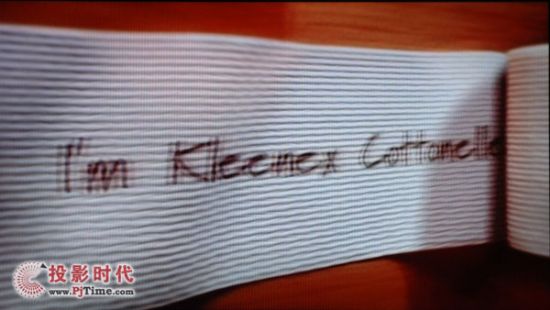 I'm Kleenex Cottonelle
投影时代
www.PjTime.com